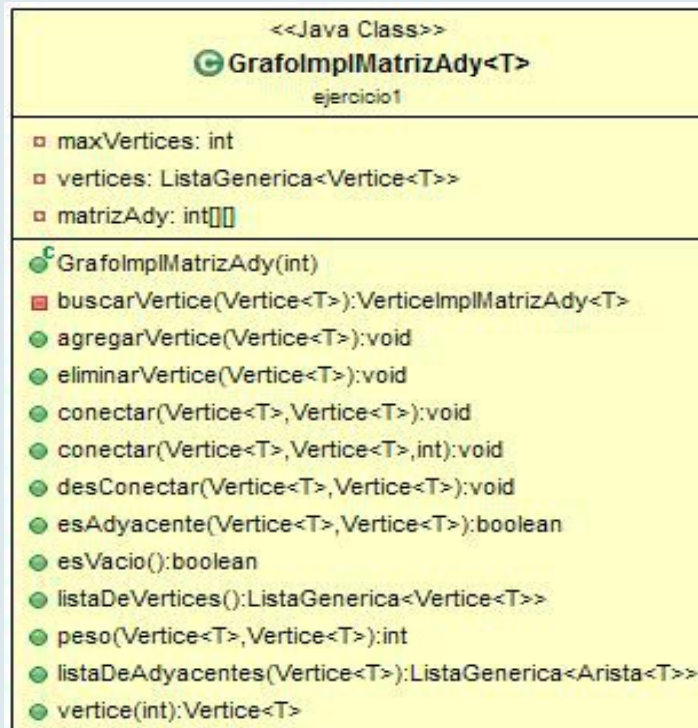 <<Java Class>>
GrafoImplMatrizAdy<T>
ejercicio1
maxVertices: int
vertices: ListaGenerica<Vertice<T>>
matrizAdy: int[][]
GrafoImplMatrizAdy(int)
buscarVertice(Vertice<T>):VerticeImplMatrizAdy<T>
agregarVertice(Vertice<T>):void
eliminarVertice(Vertice<T>):void
conectar(Vertice<T>,Vertice<T>):void
conectar(Vertice<T>,Vertice<T>,int):void
desConectar(Vertice<T>,Vertice<T>):void
esAdyacente(Vertice<T>,Vertice<T>):boolean
esVacio():boolean
listaDeVertices():ListaGenerica<Vertice<T>>
peso(Vertice<T>,Vertice<T>):int
listaDeAdyacentes(Vertice<T>):ListaGenerica<Arista<T>>
vertice(int):Vertice<T>